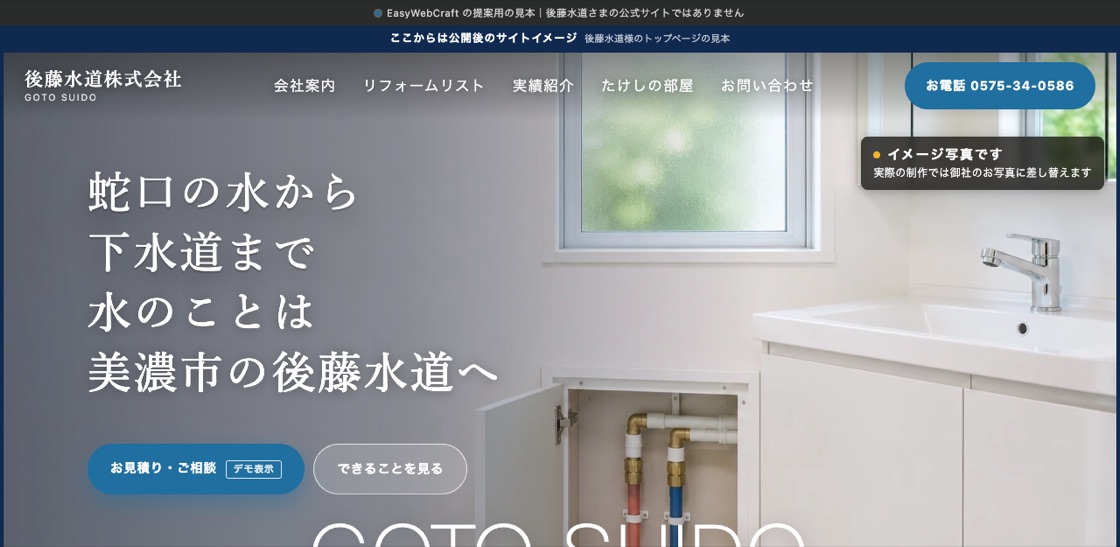 EasyWebCraft の提案用の見本｜後藤水道さまの公式サイトではありません
ここからは公開後のサイトイメージ 後藤水道様のトップページの見本
後藤水道株式会社
GOTO SUIDO
会社案内 リフォームリスト 実績紹介 たけしの部屋 お問い合わせ
お電話 0575-34-0586
イメージ写真です
実際の制作では御社のお写真に差し替えます
蛇口の水から
下水道まで
水のことは
美濃市の後藤水道へ
お見積り・ご相談 デモ表示
できることを見る
GOTO SUIDO